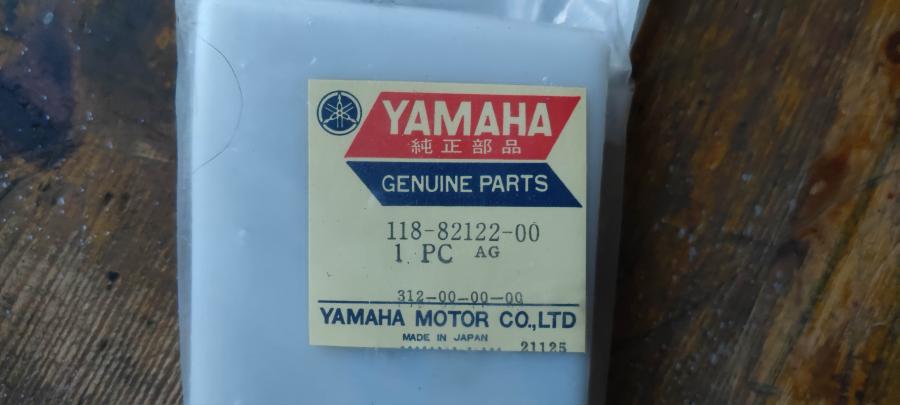 YAMAHA
純正部品
GENUINE PARTS
118-82122-00
1 PC AG
312-00-00-00
YAMAHA MOTOR CO.,LTD
MADE IN JAPAN
21125